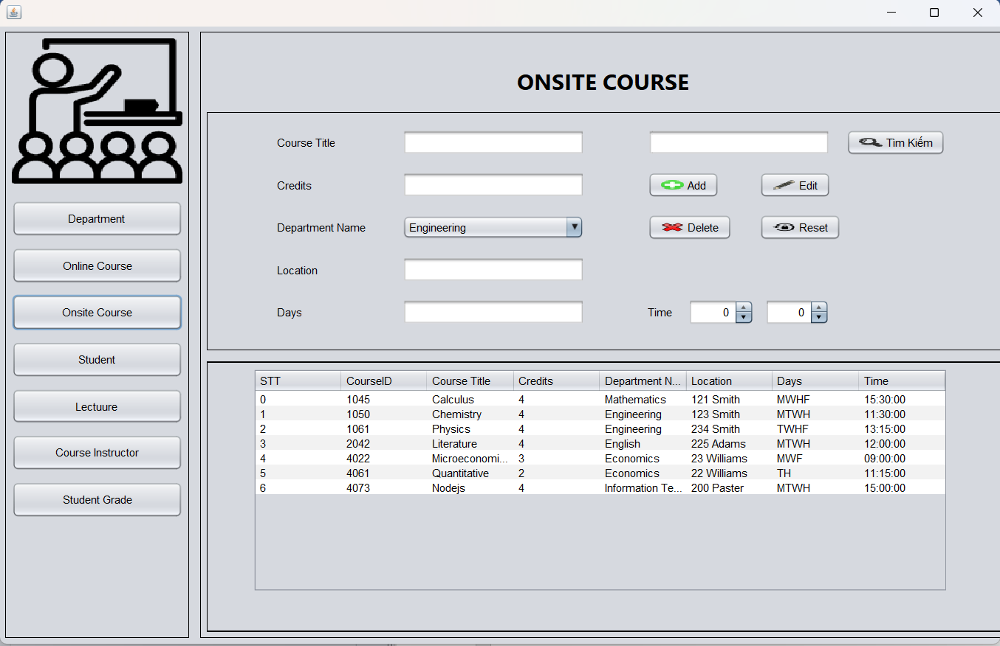 ONSITE COURSE
Course Title
Tìm Kiếm
Credits
Add
Edit
Department Name
Engineering
Delete
Reset
Location
Days
Time
0
0
Department
Online Course
Onsite Course
Student
Lectuure
Course Instructor
Student Grade
STT CourseID Course Title Credits Department N... Location Days Time
0 1045 Calculus 4 Mathematics 121 Smith MWHF 15:30:00
1 1050 Chemistry 4 Engineering 123 Smith MTWH 11:30:00
2 1061 Physics 4 Engineering 234 Smith TWHF 13:15:00
3 2042 Literature 4 English 225 Adams MTWH 12:00:00
4 4022 Microeconomi... 3 Economics 23 Williams MWF 09:00:00
5 4061 Quantitative 2 Economics 22 Williams TH 11:15:00
6 4073 Nodejs 4 Information Te... 200 Paster MTWH 15:00:00